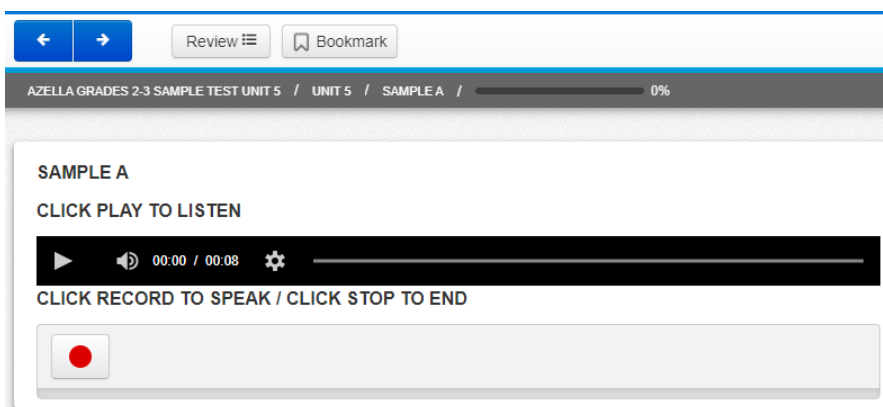 Review Bookmark
AZELLA GRADES 2-3 SAMPLE TEST UNIT 5 / UNIT 5 / SAMPLE A / 0%
SAMPLE A
CLICK PLAY TO LISTEN
00:00 / 00:08
CLICK RECORD TO SPEAK / CLICK STOP TO END